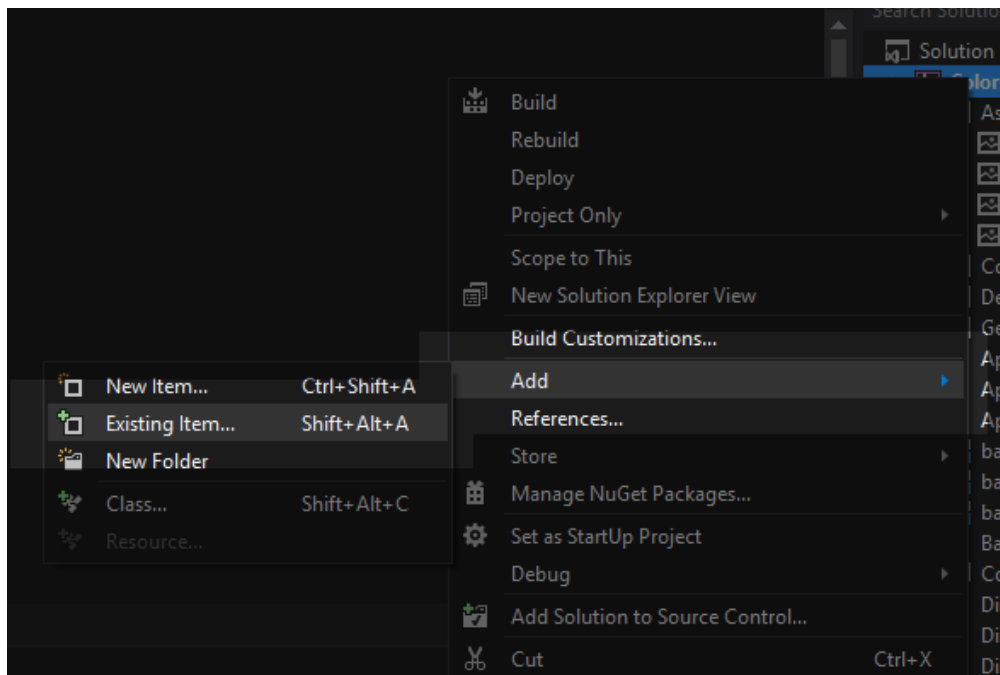 Search Solutio
Solution
Build
Rebuild
Deploy
Project Only
Scope to This
New Solution Explorer View
Build Customizations...
Add
References...
Store
Manage NuGet Packages...
Set as StartUp Project
Debug
Add Solution to Source Control...
Cut Ctrl+X
New Item... Ctrl+Shift+A
Existing Item... Shift+Alt+A
New Folder
Class... Shift+Alt+C
Resource...